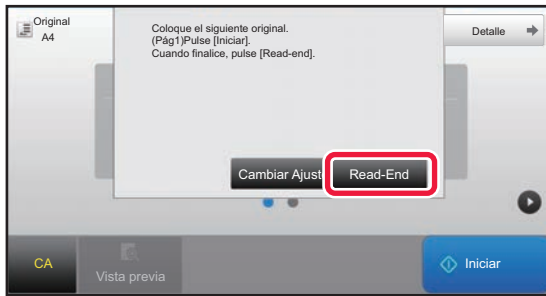 Original
A4
Coloque el siguiente original.
(Pág1)Pulse [Iniciar].
Cuando finalice, pulse [Read-end].
Detalle
Cambiar Ajust
Read-End
CA
Vista previa
Iniciar